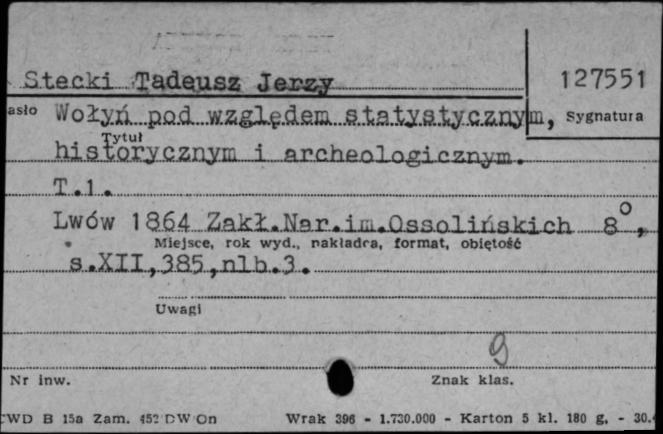 Stecki Tadeusz Jerzy
127551
asło Wołyń pod względem statystycznym,
Sygnatura
Tytuł
historycznym i archeologicznym.
T.1.
Lwów 1864 Zakł.Nar.im.Ossolińskich 8°,
Miejsce, rok wyd., nakładca, format, objętość
s.XII,385,nlb.3.
Uwagi
9
Nr inw.
Znak klas.
CWD B 15a Zam. 452 DW On Wrak 396 - 1.730.000 - Karton 5 kl. 180 g. - 30.